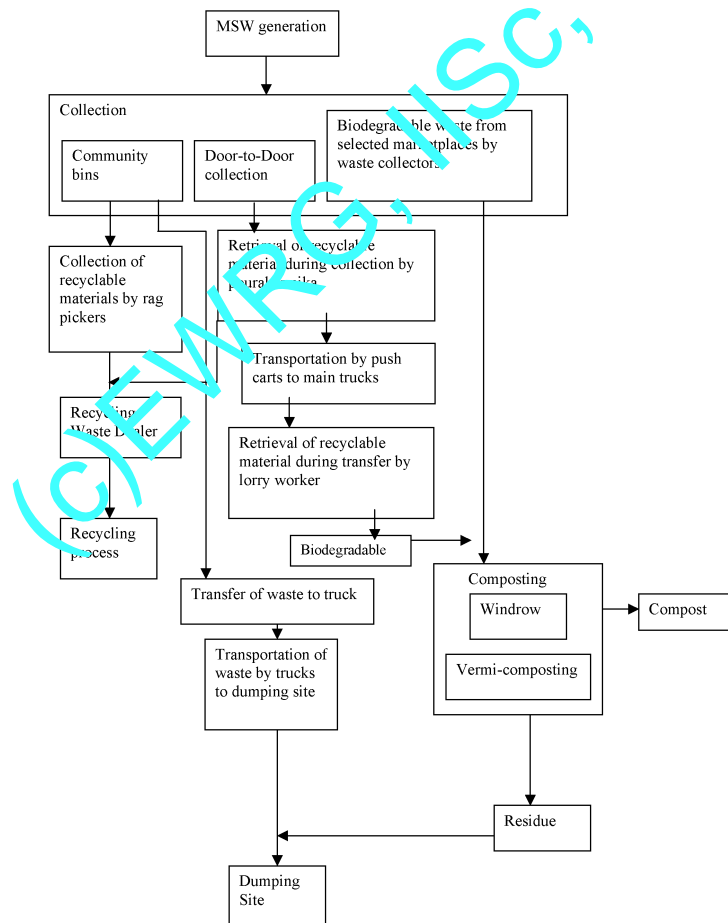 MSW generation
Collection
Community
bins
Door-to-Door
collection
Biodegradable waste from
selected marketplaces by
waste collectors
Collection of
recyclable
materials by rag
pickers
Retrieval of recyclable
material during collection by
Transportation by push
carts to main trucks
Recycling
Waste Dealer
Retrieval of recyclable
material during transfer by
lorry worker
Recycling
process
Biodegradable
Composting
Windrow
Vermi-composting
Compost
Transfer of waste to truck
Transportation of
waste by trucks
to dumping site
Residue
Dumping
Site
(c)EWRG, IISc,